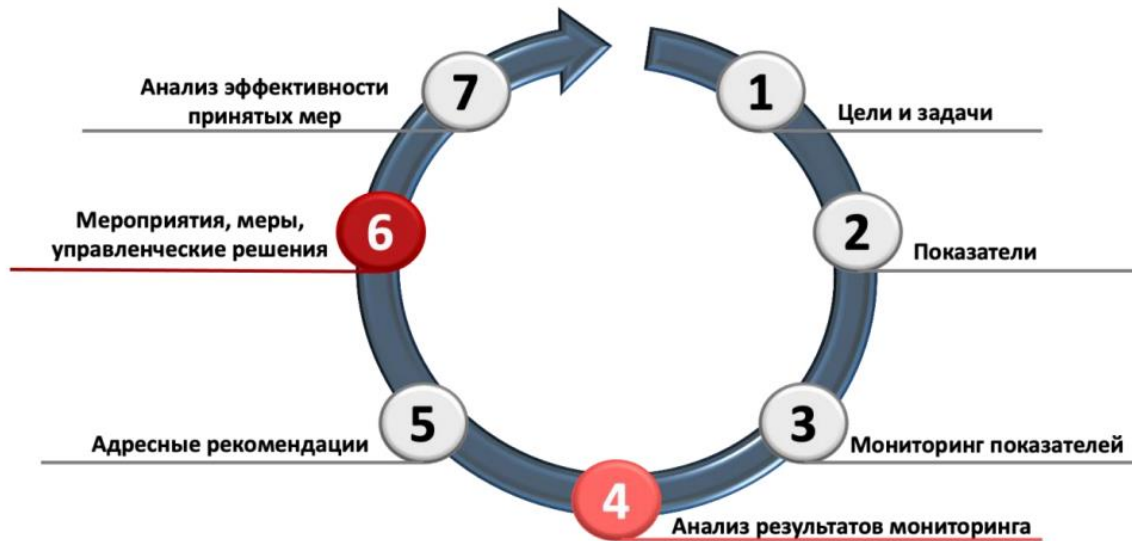 1
Цели и задачи
2
Показатели
3
Мониторинг показателей
4
Анализ результатов мониторинга
5
Адресные рекомендации
6
Мероприятия, меры,
управленческие решения
7
Анализ эффективности
принятых мер